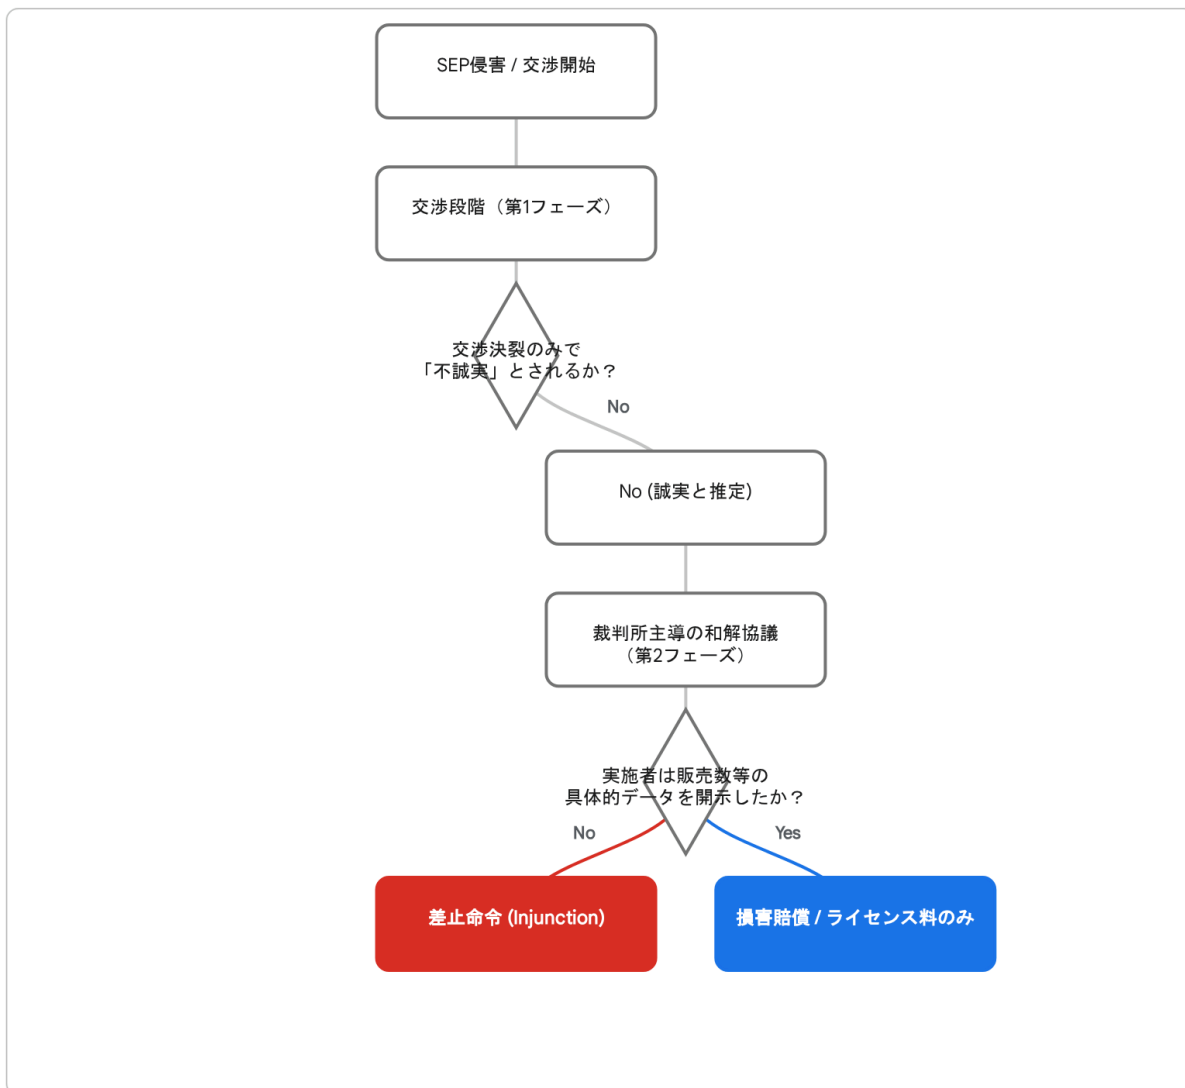 SEP侵害 / 交渉開始
交渉段階（第1フェーズ）
交渉決裂のみで
「不誠実」とされるか？
No
No (誠実と推定)
裁判所主導の和解協議
（第2フェーズ）
実施者は販売数等の
具体的データを開示したか？
No
Yes
差止命令 (Injunction)
損害賠償 / ライセンス料のみ